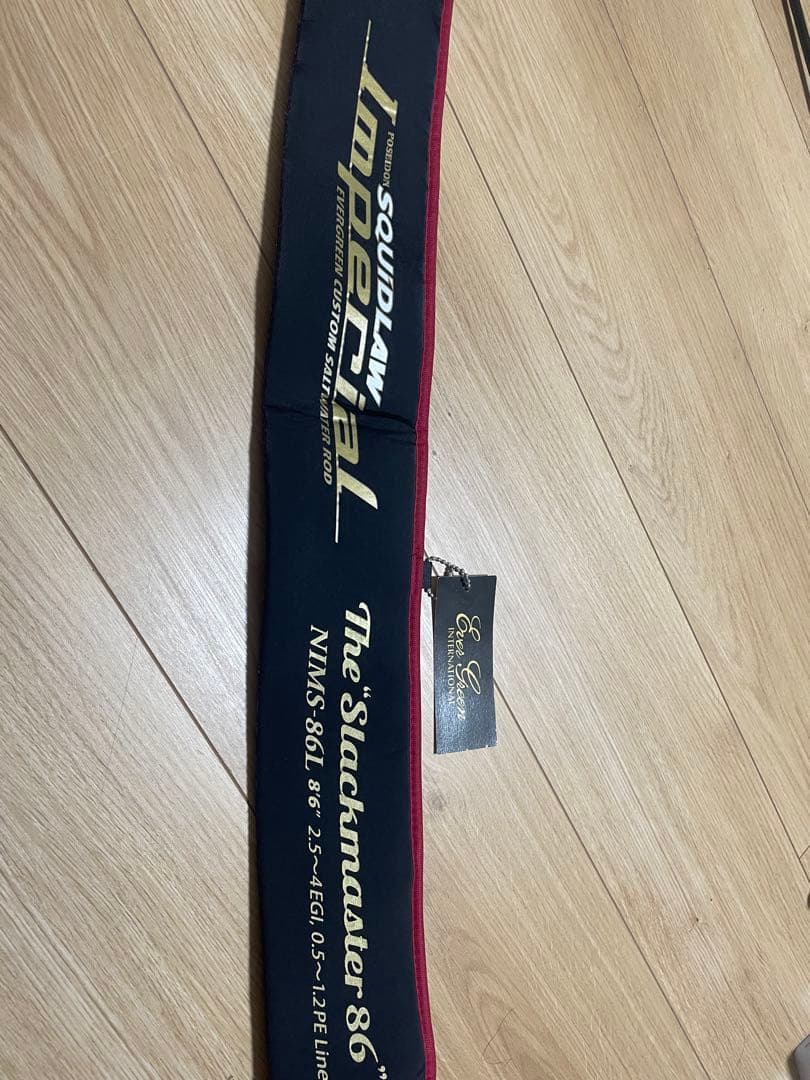 POSEIDON SQUiDLAW
Imperial
EVERGREEN CUSTOM SALTWATER ROD
The "Slackmaster 86"
NIMS-86L 8'6" 2.5～4EGI, 0.5～1.2PE Line
Ever Green
INTERNATIONAL